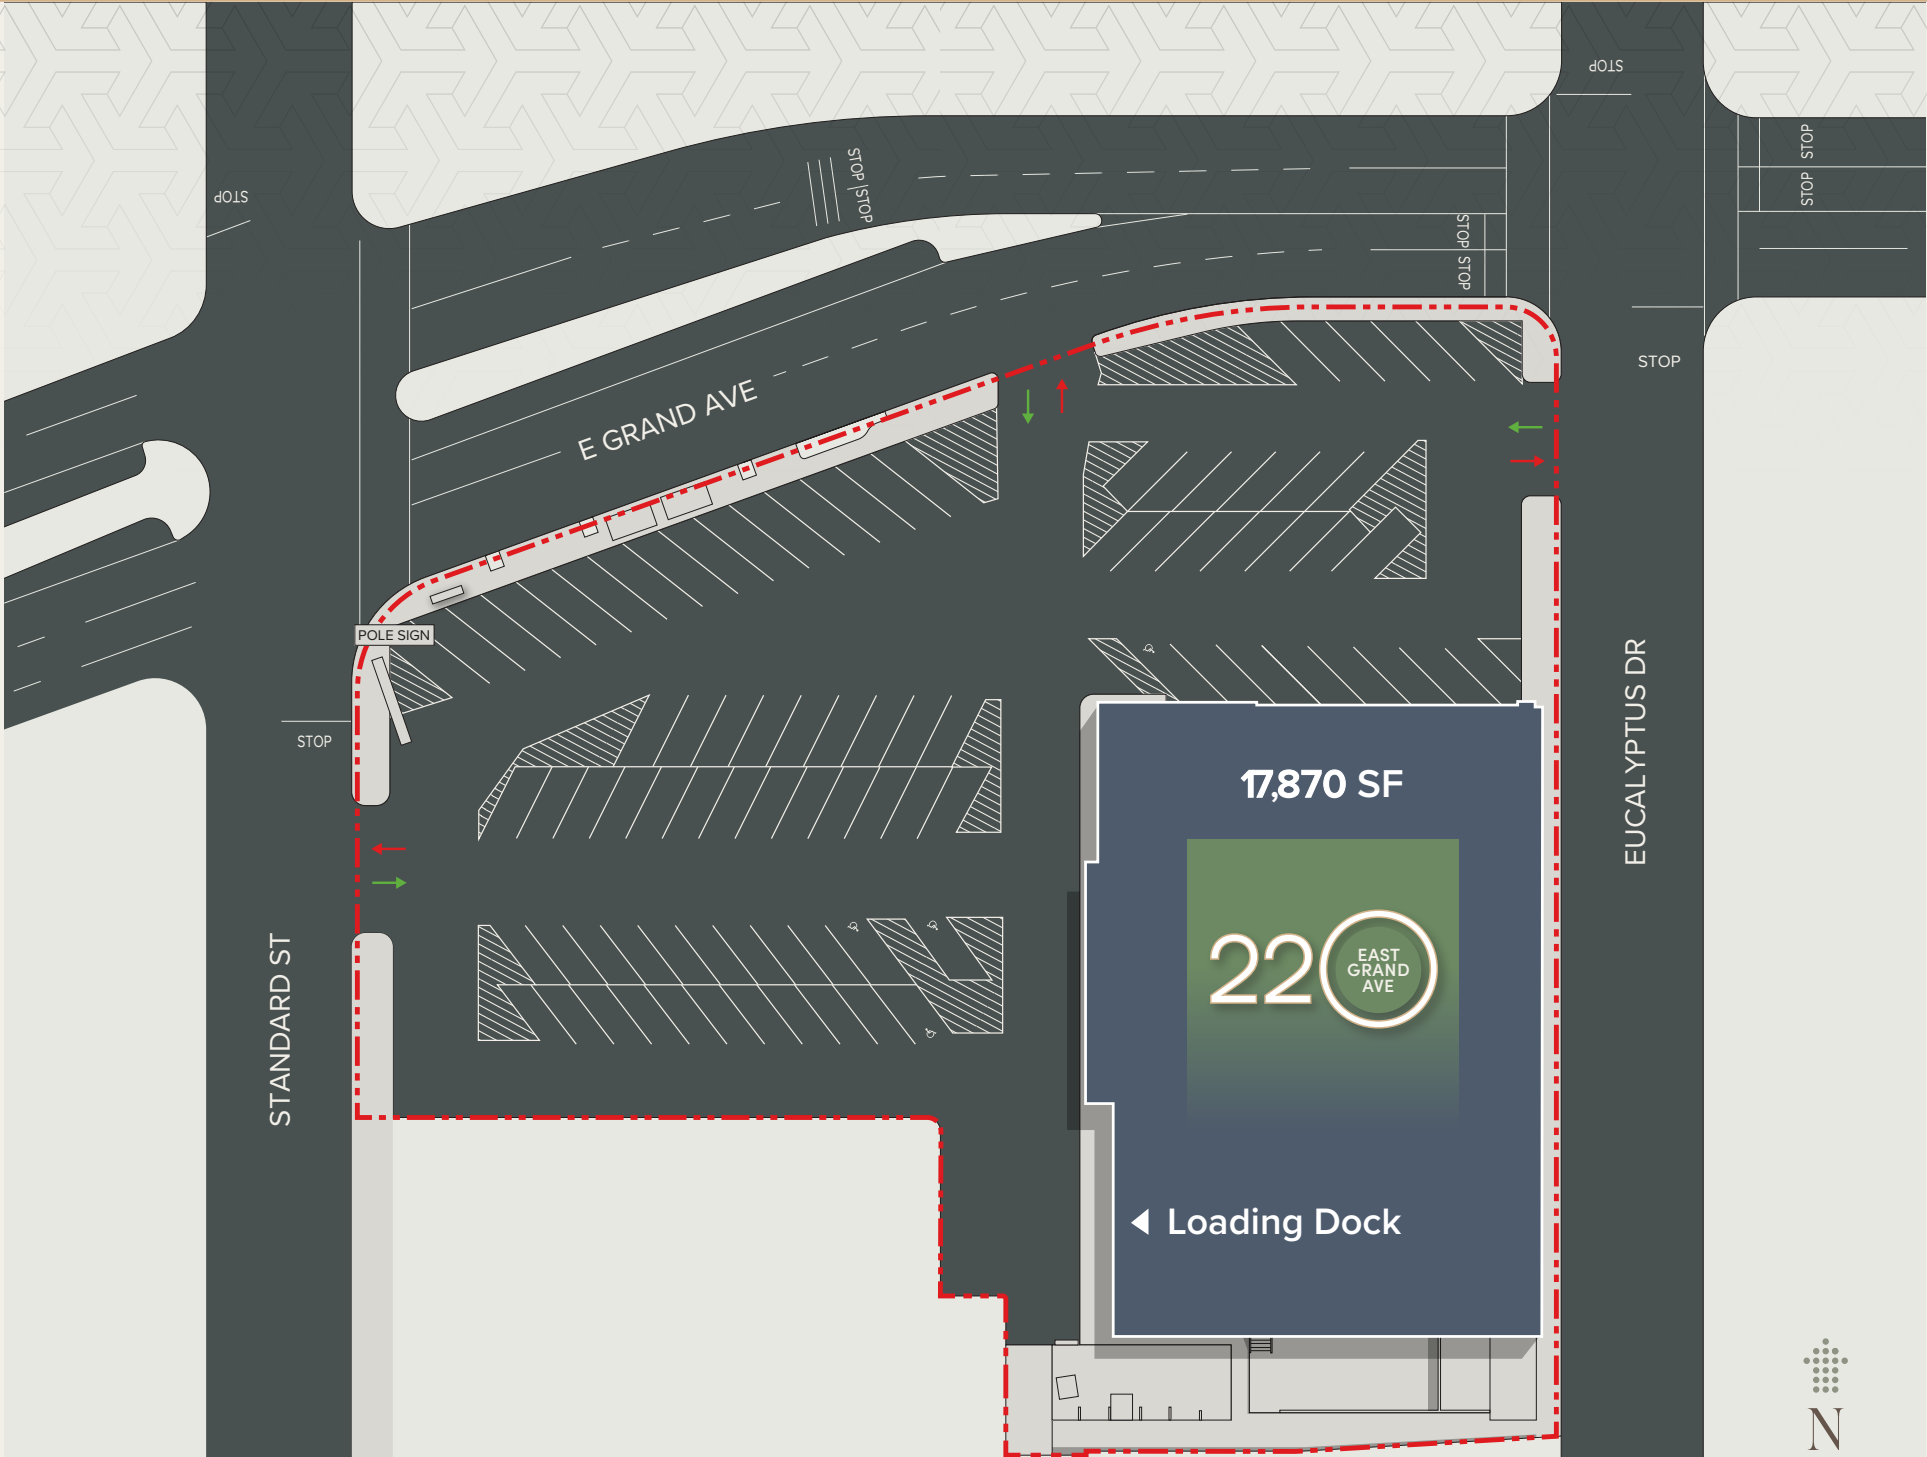 STOP
STOP
STOP STOP
STOP
STOP
STOP
STOP
STOP
STOP
E GRAND AVE
POLE SIGN
STOP
EUCALYPTUS DR
17,870 SF
220
EAST
GRAND
AVE
STANDARD ST
Loading Dock
N